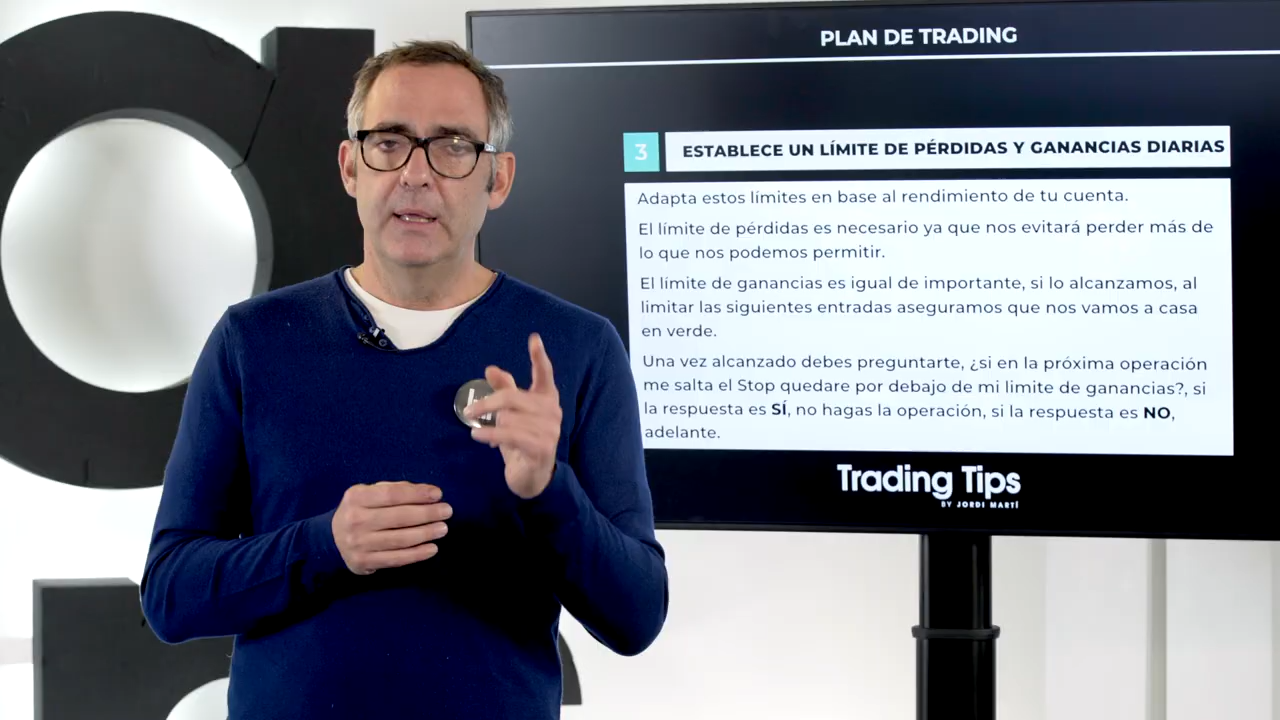 PLAN DE TRADING
3
ESTABLECE UN LÍMITE DE PÉRDIDAS Y GANANCIAS DIARIAS
Adapta estos límites en base al rendimiento de tu cuenta.
El límite de pérdidas es necesario ya que nos evitará perder más de
lo que nos podemos permitir.
El límite de ganancias es igual de importante, si lo alcanzamos, al
limitar las siguientes entradas aseguramos que nos vamos a casa
en verde.
Una vez alcanzado debes preguntarte, ¿si en la próxima operación
me salta el Stop quedare por debajo de mi limite de ganancias?, si
la respuesta es SÍ, no hagas la operación, si la respuesta es NO,
adelante.
Trading Tips
BY JORDI MARTÍ